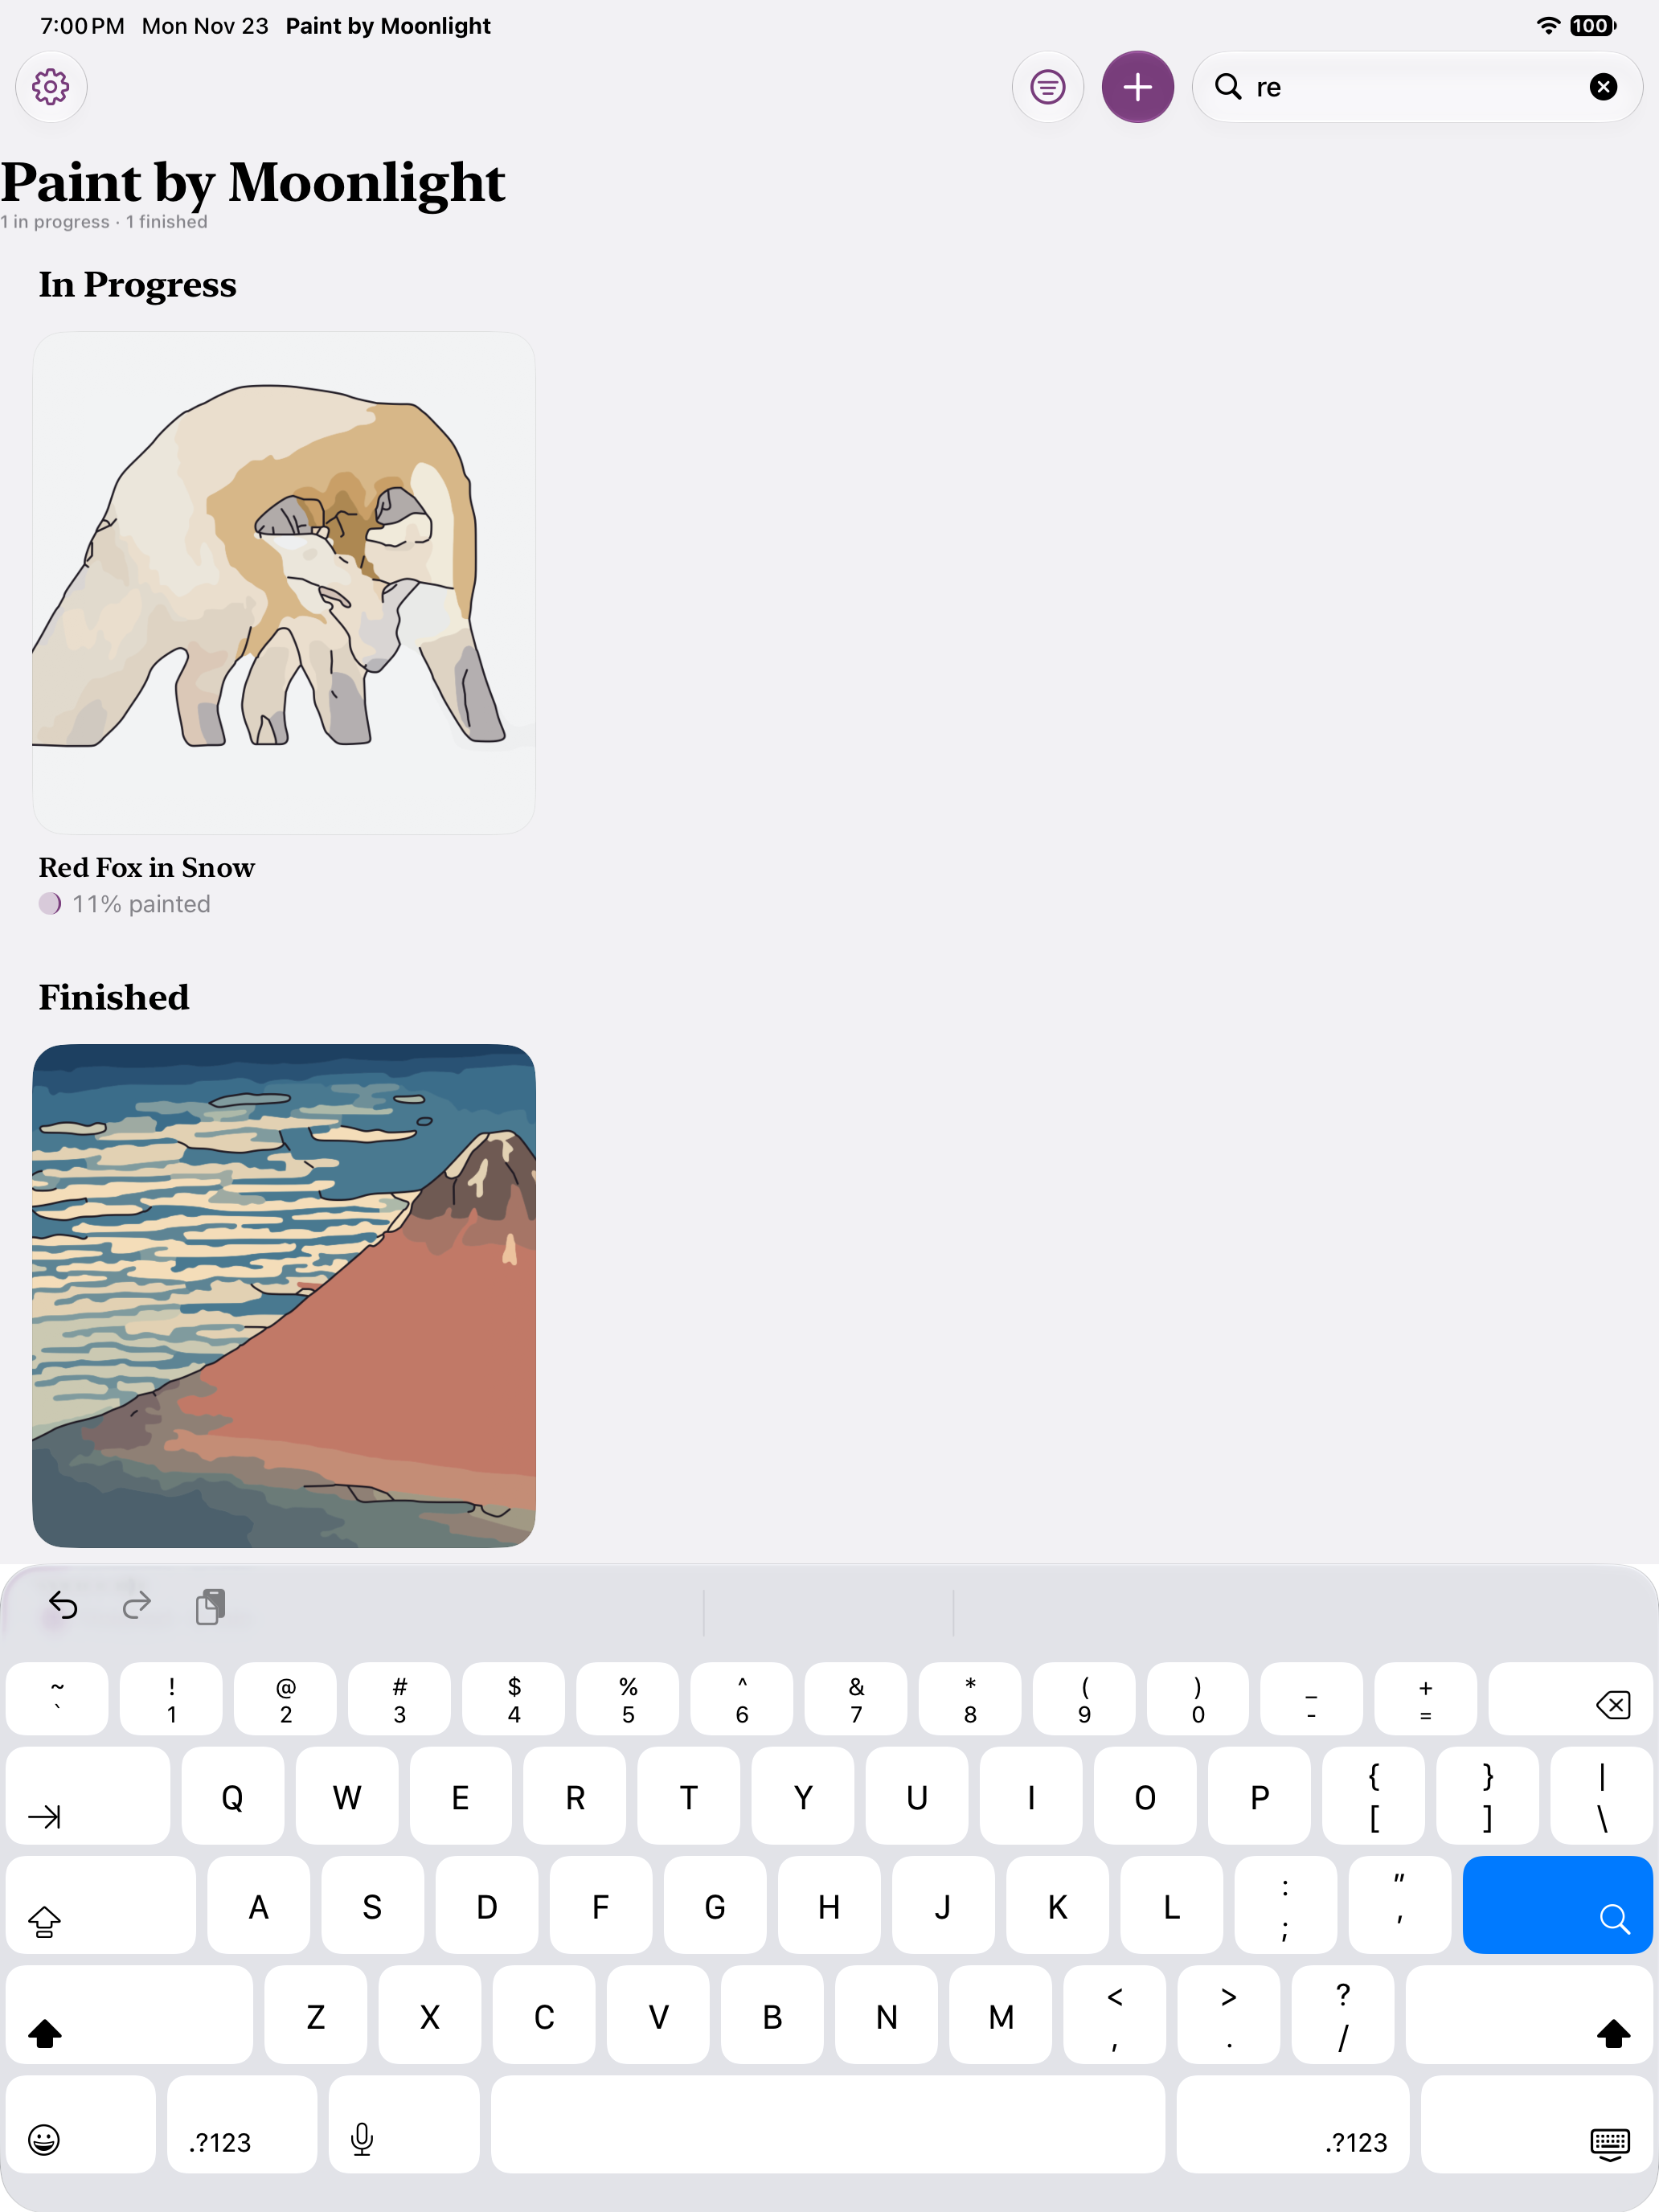 7:00 PM Mon Nov 23 Paint by Moonlight
100
re
Paint by Moonlight
1 in progress · 1 finished
In Progress
Red Fox in Snow
11% painted
Finished
~ ! @ # $ % ^ & * ( ) _ +
` 1 2 3 4 5 6 7 8 9 0 - =
Q W E R T Y U I O P { } |
[ ] \
A S D F G H J K L : "
; '
Z X C V B N M < > ?
, . /
.?123 .?123